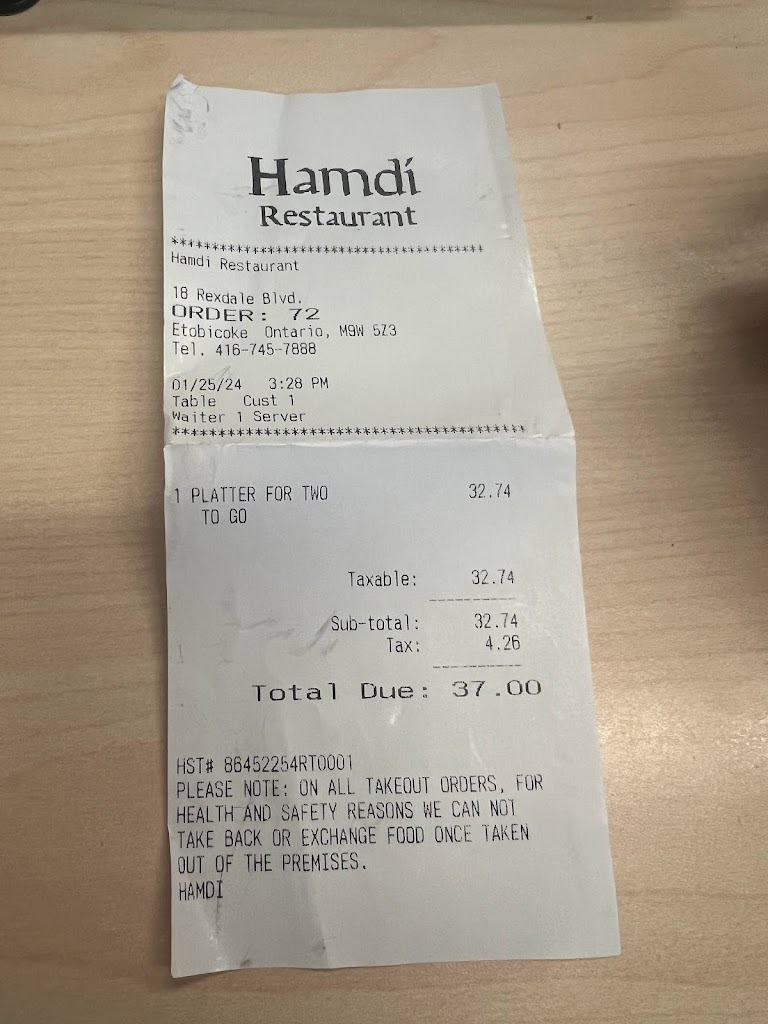 Hamdi
Restaurant
***************************************
Hamdi Restaurant
18 Rexdale Blvd.
ORDER: 72
Etobicoke Ontario, M9W 5Z3
Tel. 416-745-7888
01/25/24 3:28 PM
Table Cust 1
Waiter 1 Server
***************************************
1 PLATTER FOR TWO 32.74
TO GO
Taxable: 32.74
Sub-total: 32.74
Tax: 4.26
Total Due: 37.00
HST# 86452254RT0001
PLEASE NOTE: ON ALL TAKEOUT ORDERS, FOR
HEALTH AND SAFETY REASONS WE CAN NOT
TAKE BACK OR EXCHANGE FOOD ONCE TAKEN
OUT OF THE PREMISES.
HAMDI